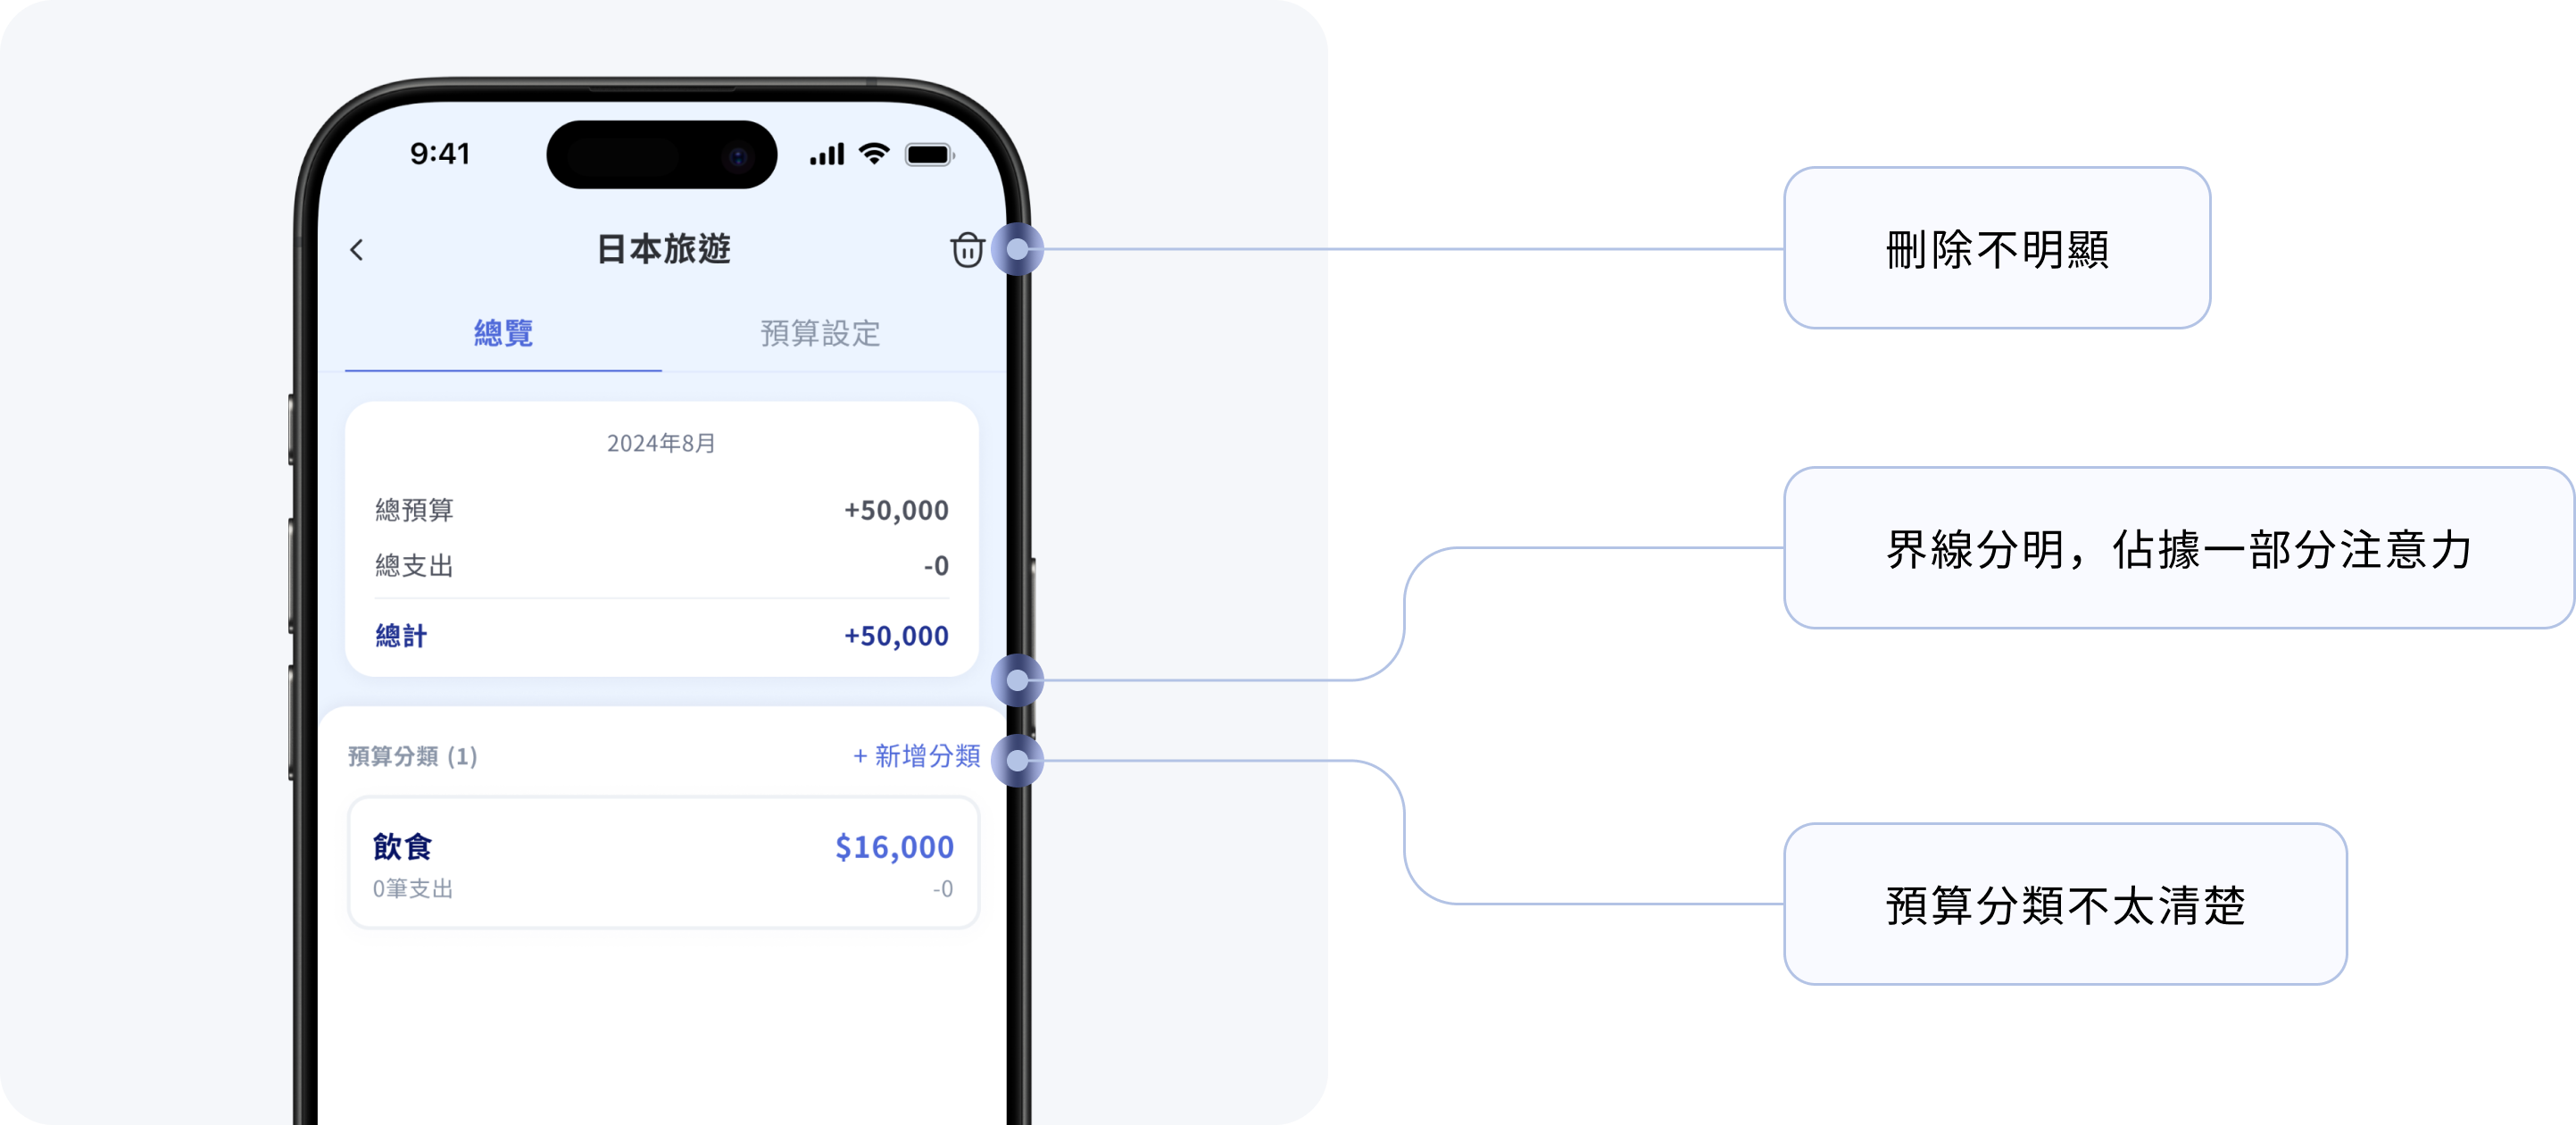 9:41
日本旅遊
總覽 預算設定
2024年8月
總預算 +50,000
總支出 -0
總計 +50,000
預算分類 (1) + 新增分類
飲食 $16,000
0筆支出 -0
刪除不明顯
界線分明，佔據一部分注意力
預算分類不太清楚